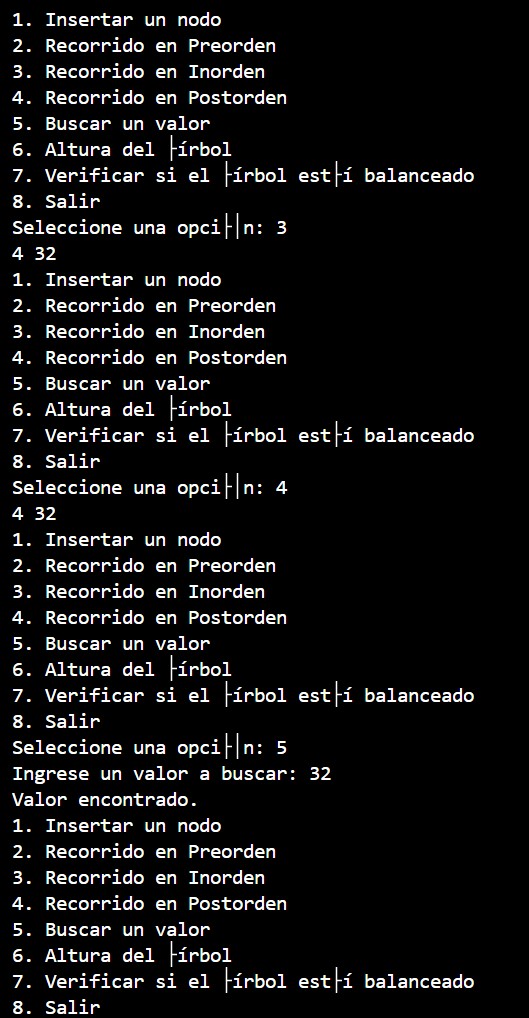 1. Insertar un nodo
2. Recorrido en Preorden
3. Recorrido en Inorden
4. Recorrido en Postorden
5. Buscar un valor
6. Altura del ├írbol
7. Verificar si el ├írbol est├í balanceado
8. Salir
Seleccione una opci├│n: 3
4 32
1. Insertar un nodo
2. Recorrido en Preorden
3. Recorrido en Inorden
4. Recorrido en Postorden
5. Buscar un valor
6. Altura del ├írbol
7. Verificar si el ├írbol est├í balanceado
8. Salir
Seleccione una opci├│n: 4
4 32
1. Insertar un nodo
2. Recorrido en Preorden
3. Recorrido en Inorden
4. Recorrido en Postorden
5. Buscar un valor
6. Altura del ├írbol
7. Verificar si el ├írbol est├í balanceado
8. Salir
Seleccione una opci├│n: 5
Ingrese un valor a buscar: 32
Valor encontrado.
1. Insertar un nodo
2. Recorrido en Preorden
3. Recorrido en Inorden
4. Recorrido en Postorden
5. Buscar un valor
6. Altura del ├írbol
7. Verificar si el ├írbol est├í balanceado
8. Salir